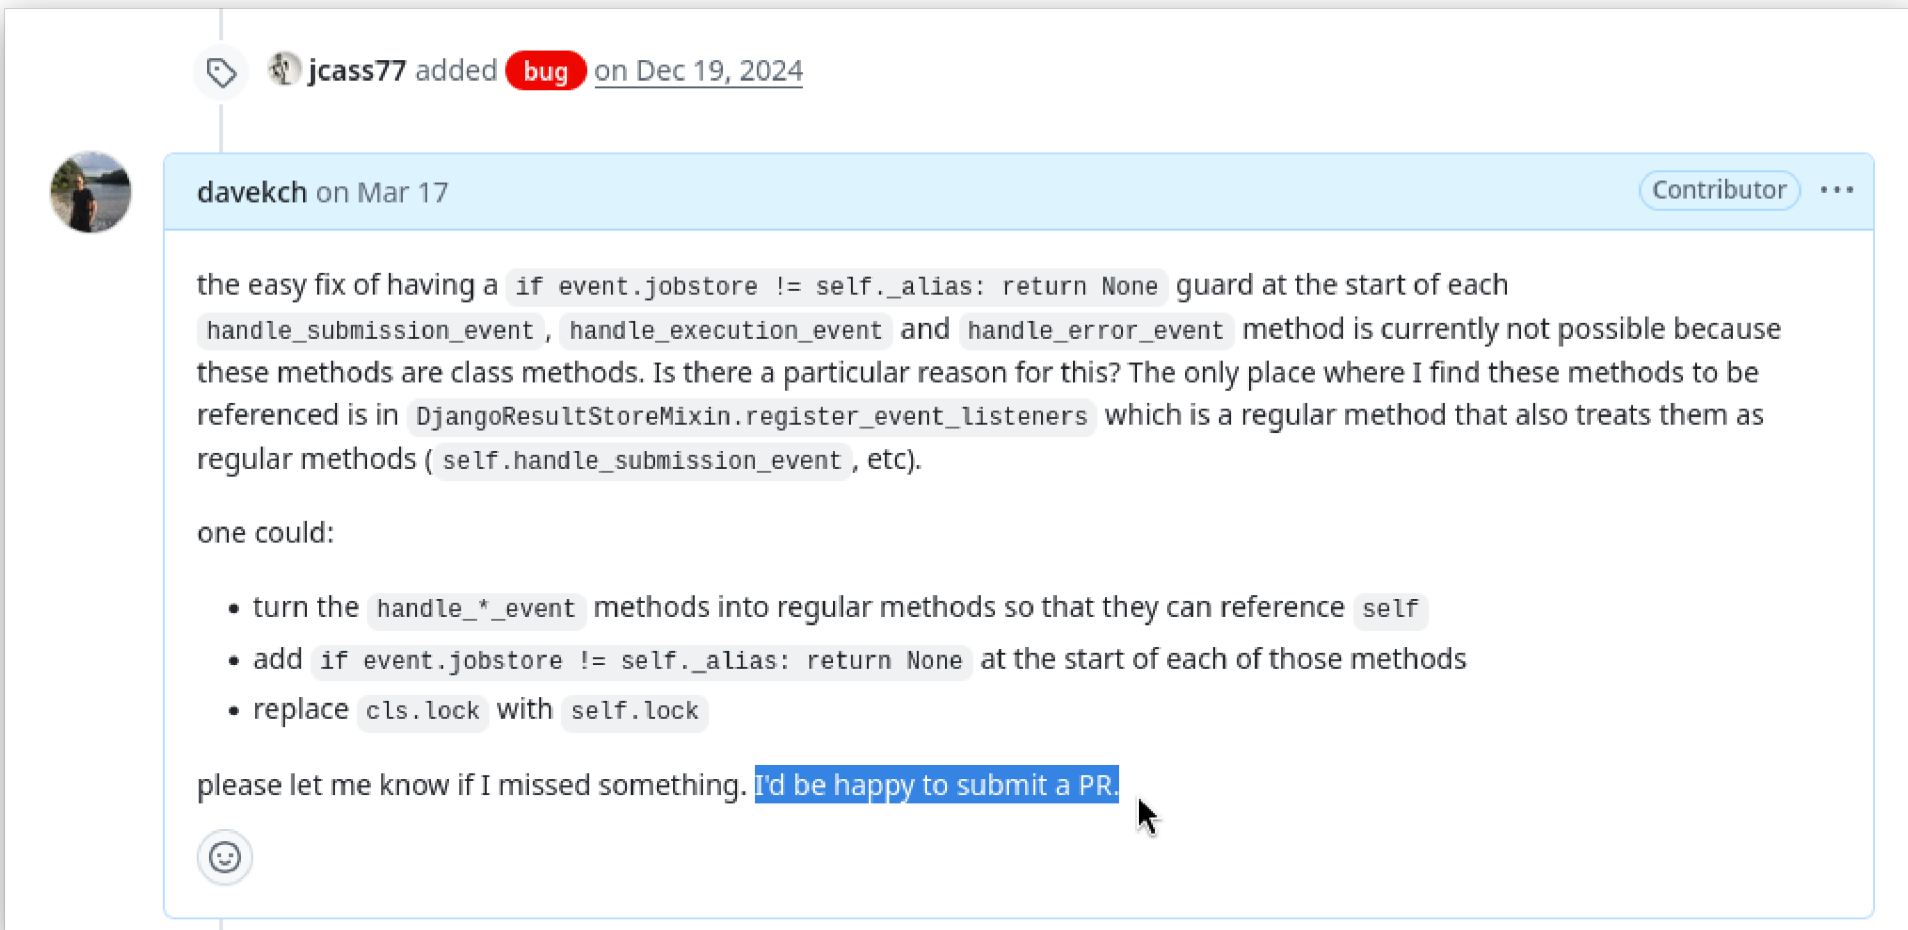 jcass77 added bug on Dec 19, 2024
davekch on Mar 17 Contributor
the easy fix of having a if event.jobstore != self._alias: return None guard at the start of each
handle_submission_event, handle_execution_event and handle_error_event method is currently not possible because
these methods are class methods. Is there a particular reason for this? The only place where I find these methods to be
referenced is in DjangoResultStoreMixin.register_event_listeners which is a regular method that also treats them as
regular methods (self.handle_submission_event, etc).
one could:
• turn the handle_*_event methods into regular methods so that they can reference self
• add if event.jobstore != self._alias: return None at the start of each of those methods
• replace cls.lock with self.lock
please let me know if I missed something. I'd be happy to submit a PR.